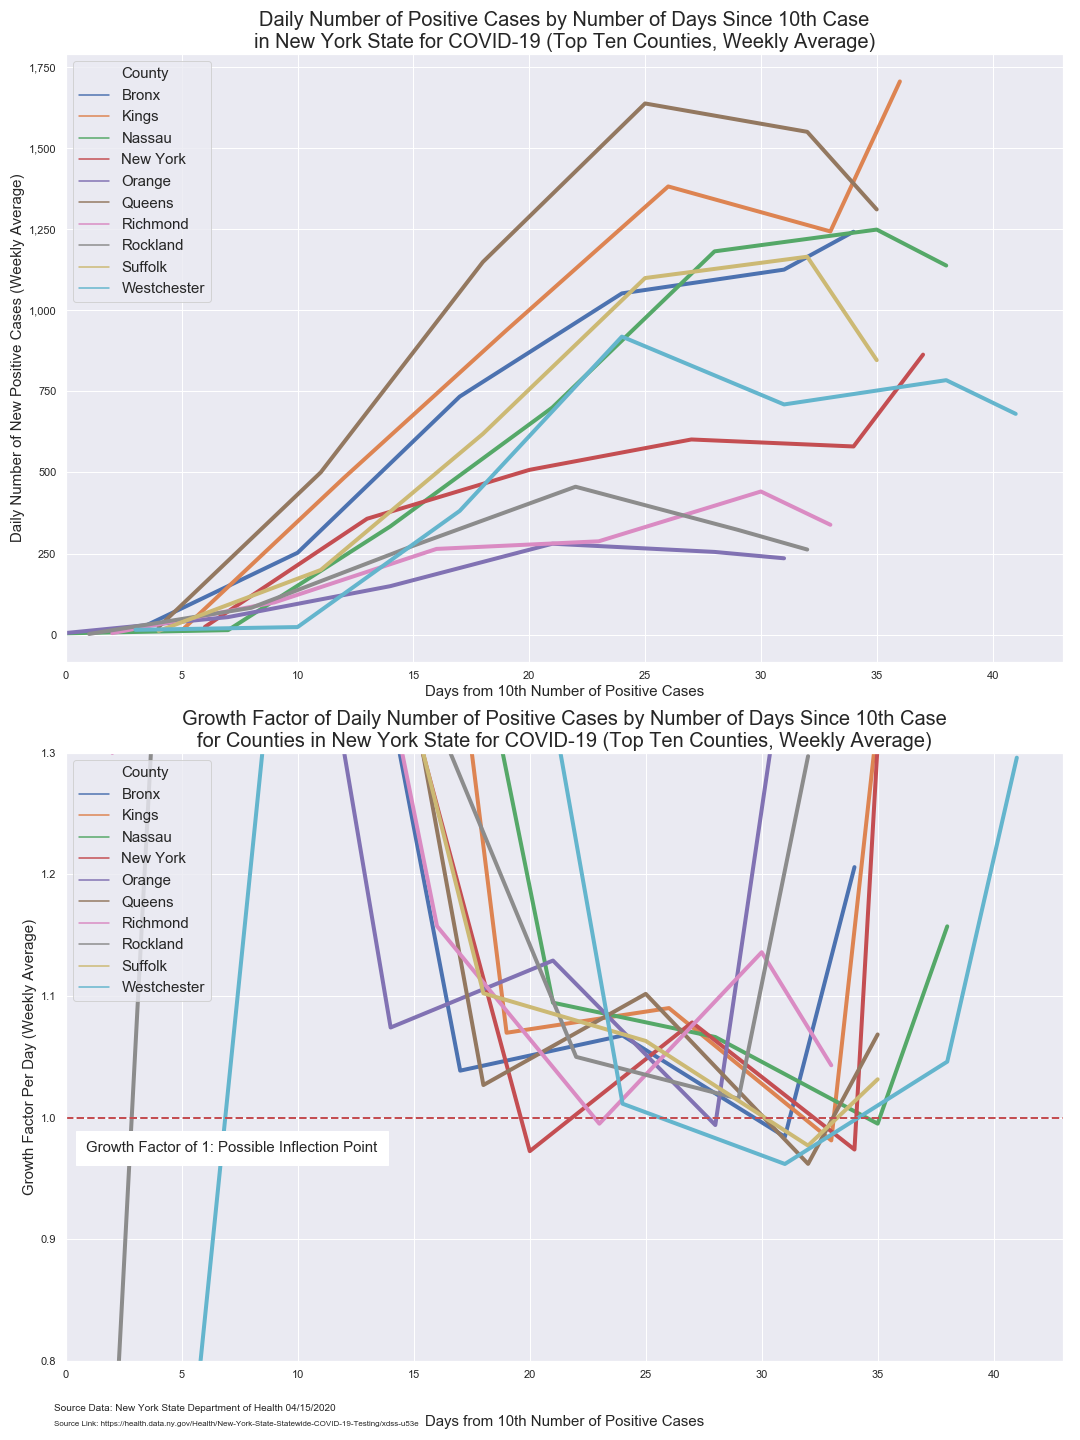 Daily Number of Positive Cases by Number of Days Since 10th Case
in New York State for COVID-19 (Top Ten Counties, Weekly Average)
Daily Number of New Positive Cases (Weekly Average)
1,750
1,500
1,250
1,000
750
500
250
0
County
Bronx
Kings
Nassau
New York
Orange
Queens
Richmond
Rockland
Suffolk
Westchester
0 5 10 15 20 25 30 35 40
Days from 10th Number of Positive Cases
Growth Factor of Daily Number of Positive Cases by Number of Days Since 10th Case
for Counties in New York State for COVID-19 (Top Ten Counties, Weekly Average)
Growth Factor Per Day (Weekly Average)
1.3
1.2
1.1
1.0
0.9
0.8
County
Bronx
Kings
Nassau
New York
Orange
Queens
Richmond
Rockland
Suffolk
Westchester
Growth Factor of 1: Possible Inflection Point
0 5 10 15 20 25 30 35 40
Source Data: New York State Department of Health 04/15/2020
Source Link: https://health.data.ny.gov/Health/New-York-State-Statewide-COVID-19-Testing/xdss-u53e
Days from 10th Number of Positive Cases